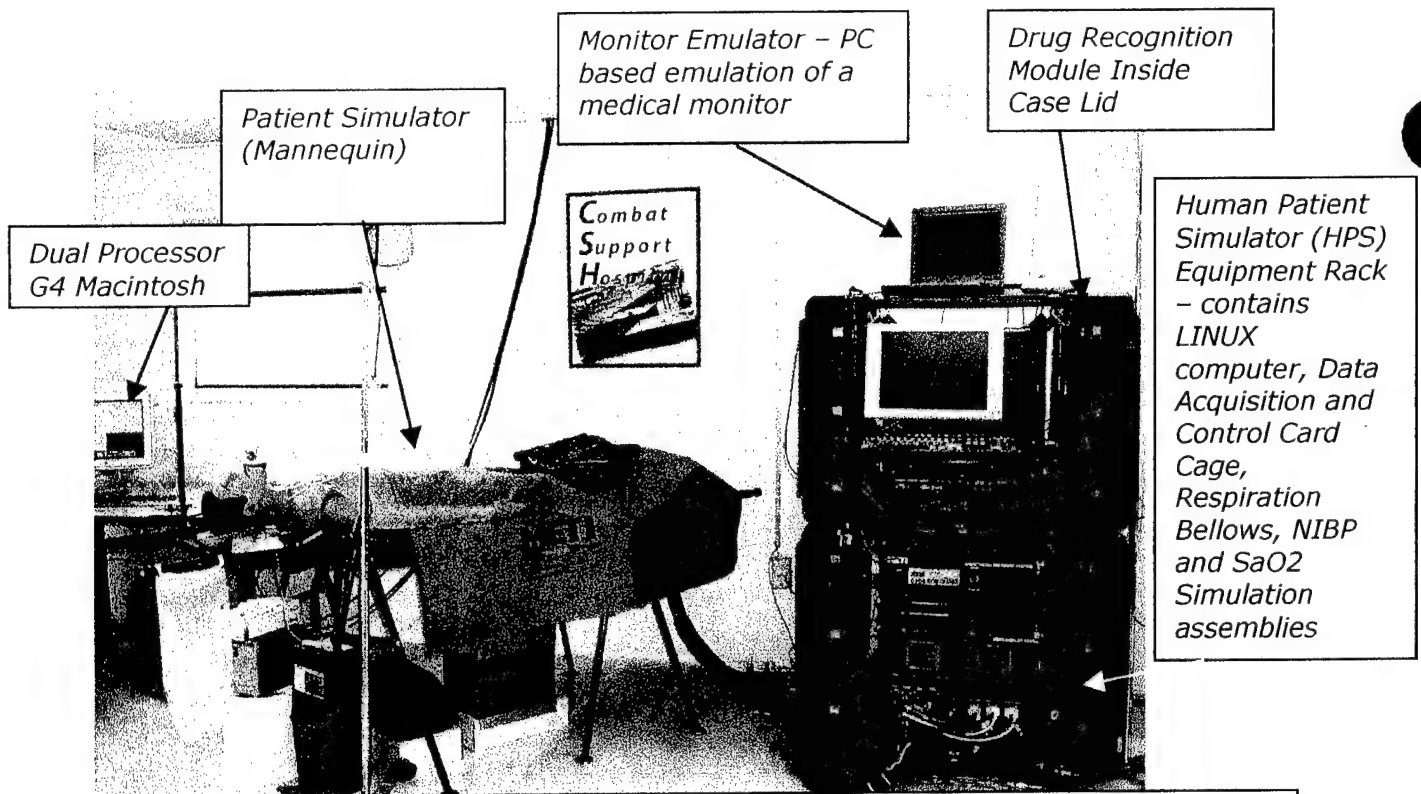 Monitor Emulator – PC
based emulation of a
medical monitor
Drug Recognition
Module Inside
Case Lid
Patient Simulator
(Mannequin)
Dual Processor
G4 Macintosh
Combat
Support
Hospital
Human Patient
Simulator (HPS)
Equipment Rack
– contains
LINUX
computer, Data
Acquisition and
Control Card
Cage,
Respiration
Bellows, NIBP
and SaO2
Simulation
assemblies